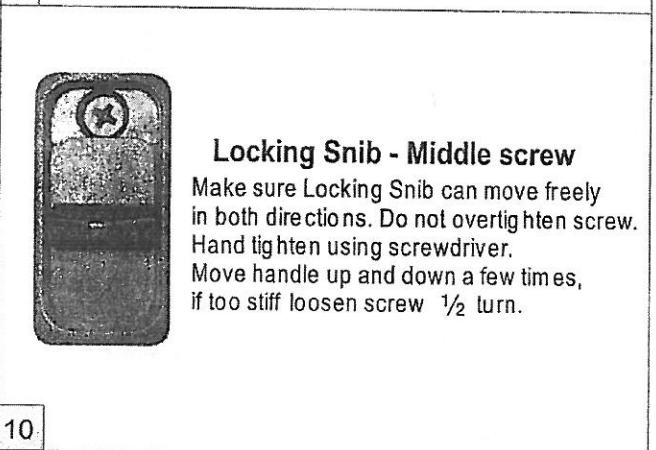 Locking Snib - Middle screw
Make sure Locking Snib can move freely
in both directions. Do not overtighten screw.
Hand tighten using screwdriver.
Move handle up and down a few times,
if too stiff loosen screw ½ turn.
10